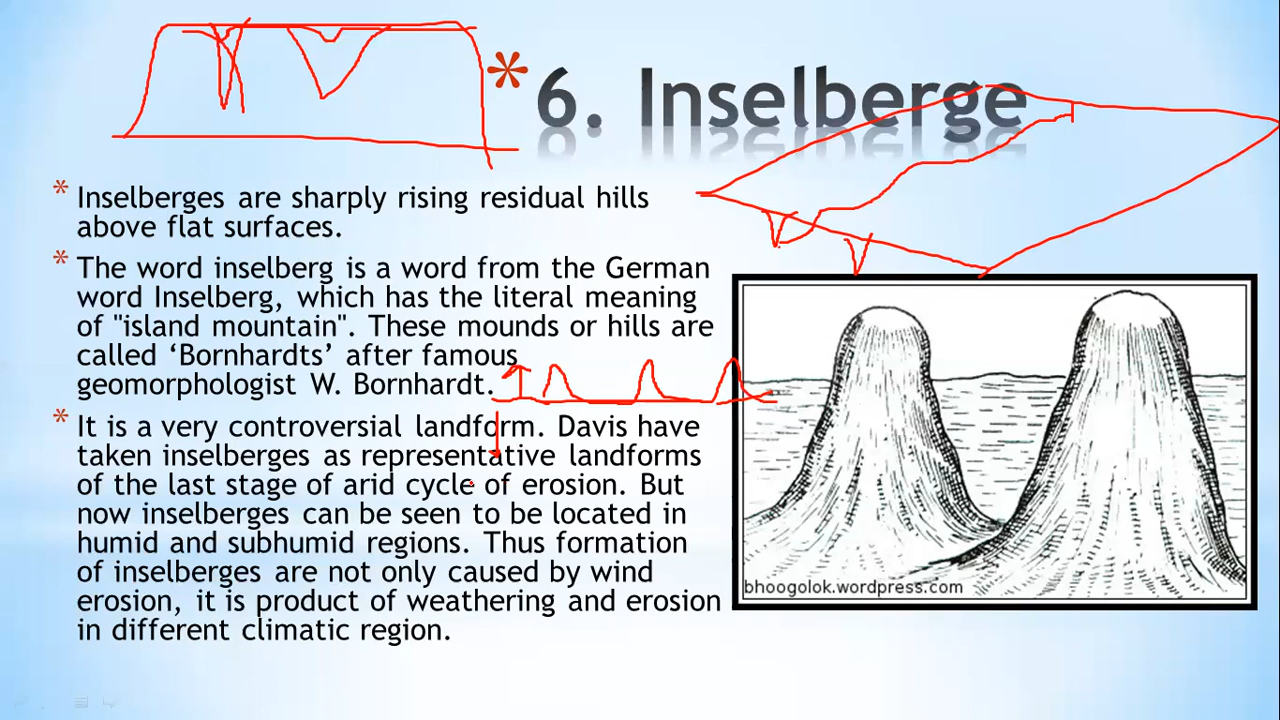 * 6. Inselberge
* Inselberges are sharply rising residual hills
above flat surfaces.
* The word inselberg is a word from the German
word Inselberg, which has the literal meaning
of "island mountain". These mounds or hills are
called ‘Bornhardts’ after famous
geomorphologist W. Bornhardt.
* It is a very controversial landform. Davis have
taken inselberges as representative landforms
of the last stage of arid cycle of erosion. But
now inselberges can be seen to be located in
humid and subhumid regions. Thus formation
of inselberges are not only caused by wind
erosion, it is product of weathering and erosion
in different climatic region.
bhoogolok.wordpress.com